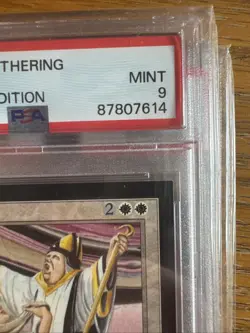 THERING
MINT
DITION
9
PSA
87807614
2